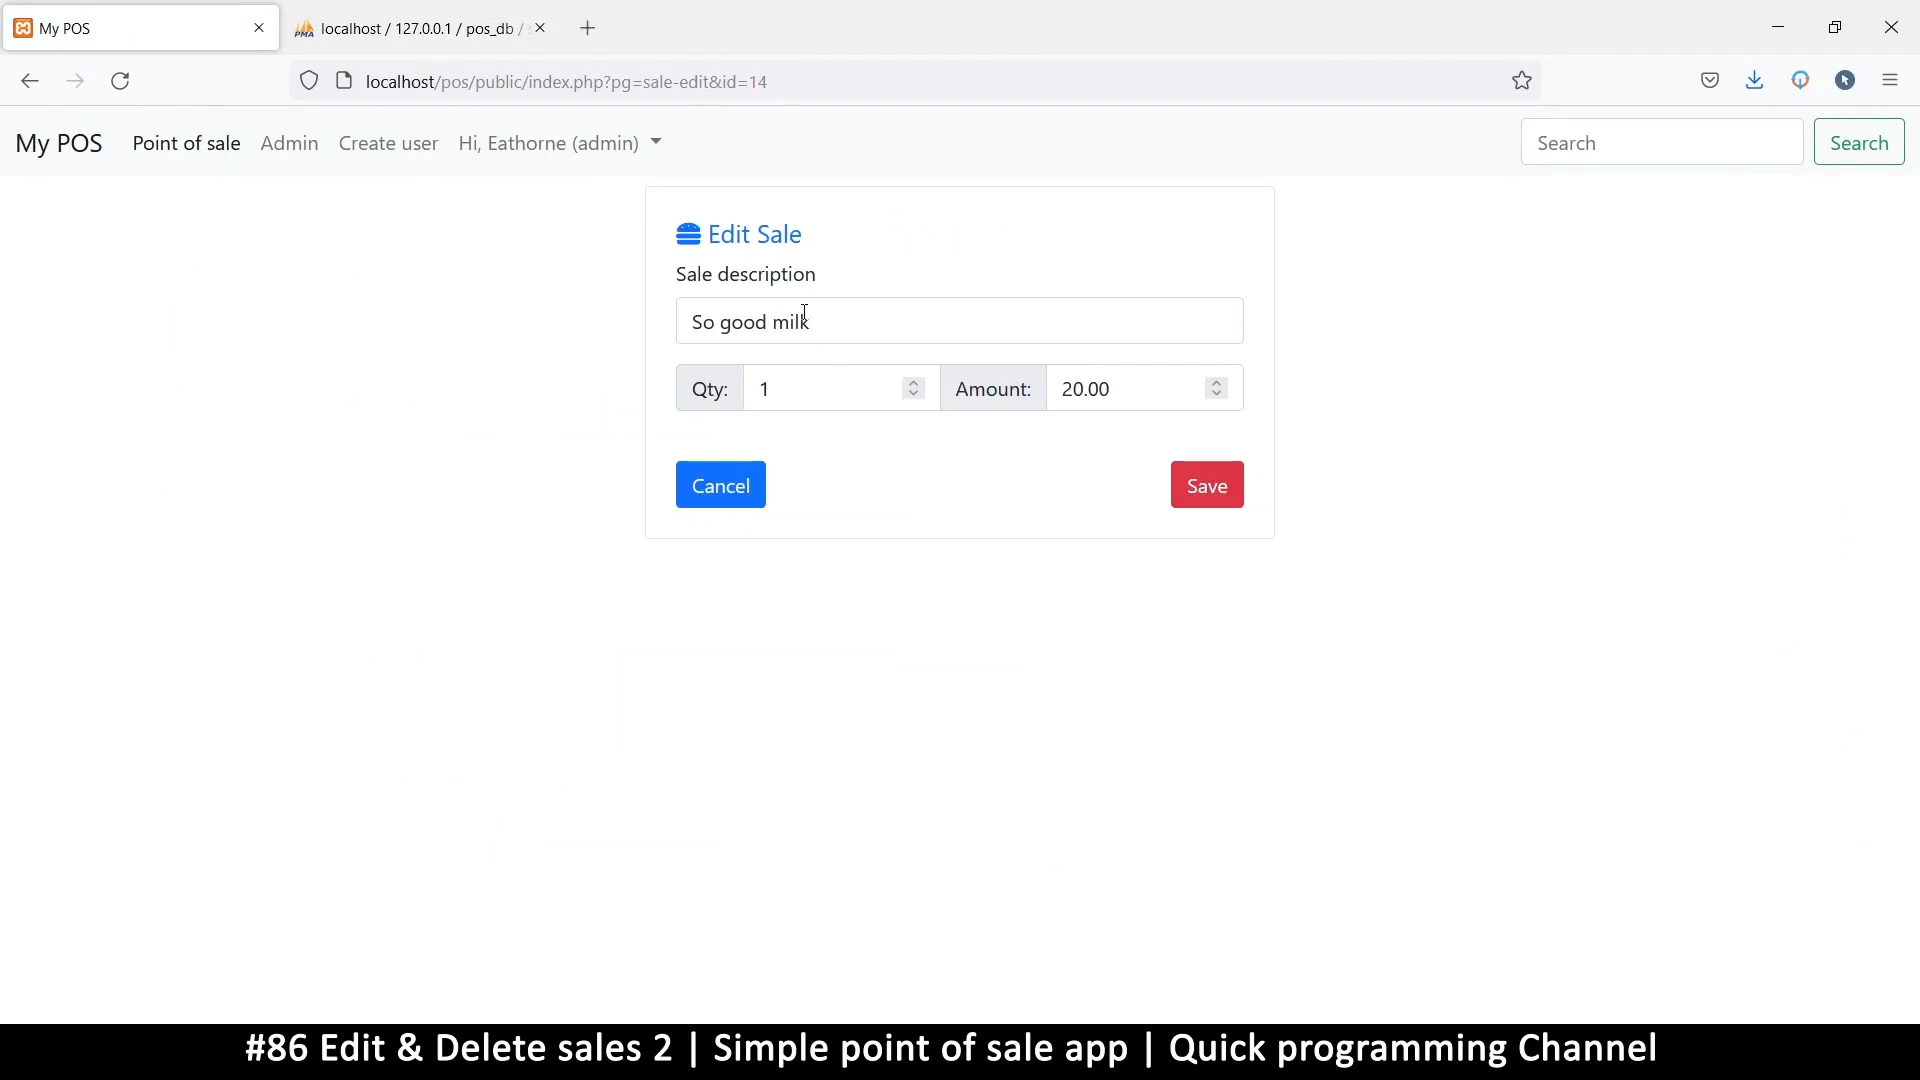 My POS
localhost / 127.0.0.1 / pos_db /
localhost/pos/public/index.php?pg=sale-edit&id=14
My POS Point of sale Admin Create user Hi, Eathorne (admin) Search Search
Edit Sale
Sale description
So good milk
Qty: 1 Amount: 20.00
Cancel Save
#86 Edit & Delete sales 2 | Simple point of sale app | Quick programming Channel